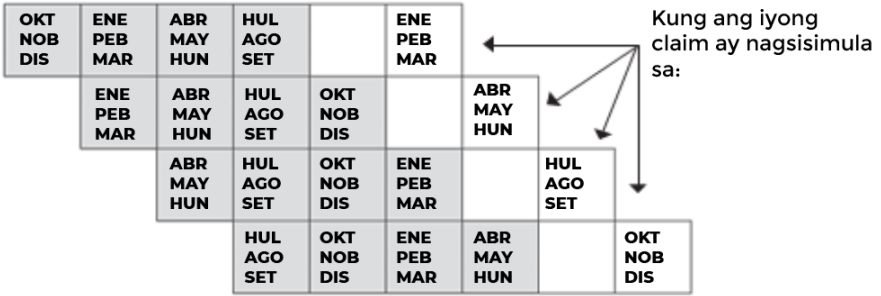 OKT NOB DIS
ENE PEB MAR
ABR MAY HUN
HUL AGO SET
ENE PEB MAR
Kung ang iyong
claim ay nagsisimula
sa:
ENE PEB MAR
ABR MAY HUN
HUL AGO SET
OKT NOB DIS
ABR MAY HUN
ABR MAY HUN
HUL AGO SET
OKT NOB DIS
ENE PEB MAR
HUL AGO SET
HUL AGO SET
OKT NOB DIS
ENE PEB MAR
ABR MAY HUN
OKT NOB DIS